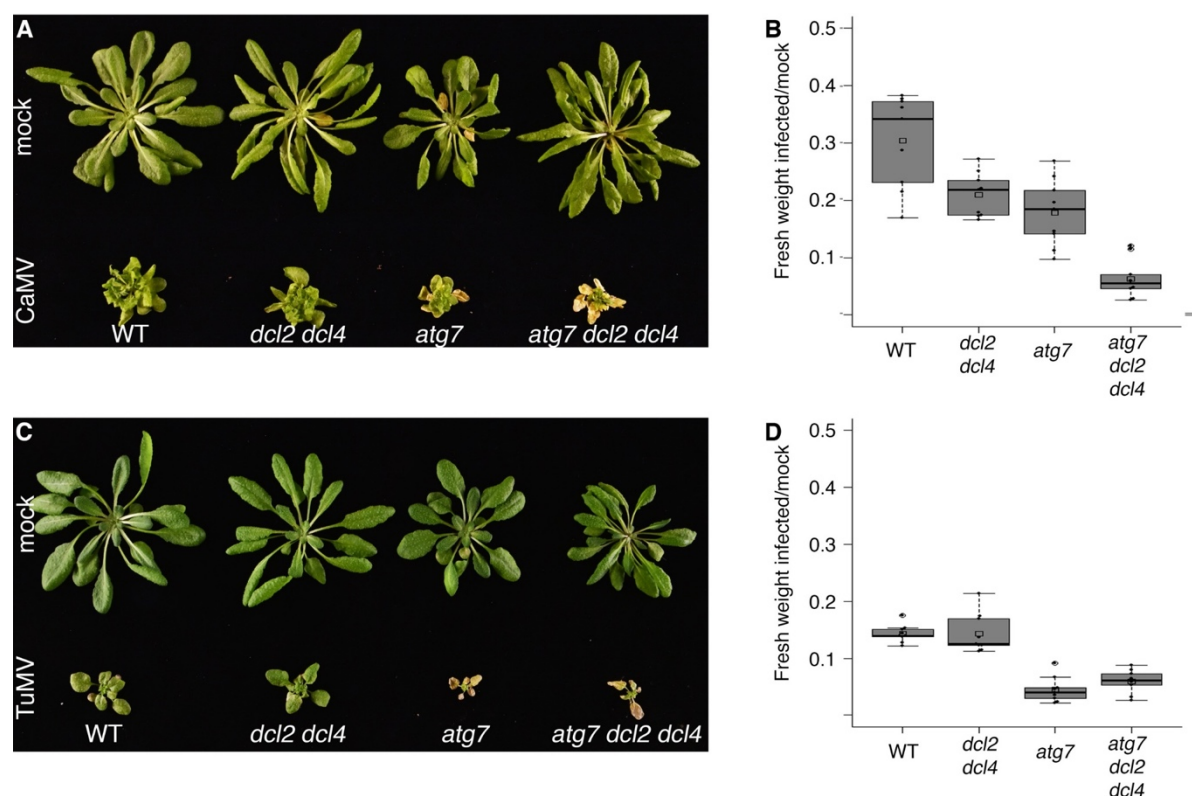 A
mock
CaMV
WT
dcl2 dcl4
atg7
atg7 dcl2 dcl4
B
Fresh weight infected/mock
0.5
0.4
0.3
0.2
0.1
WT
dcl2
dcl4
atg7
atg7
dcl2
dcl4
C
mock
TuMV
WT
dcl2 dcl4
atg7
atg7 dcl2 dcl4
D
Fresh weight infected/mock
0.5
0.4
0.3
0.2
0.1
WT
dcl2
dcl4
atg7
atg7
dcl2
dcl4